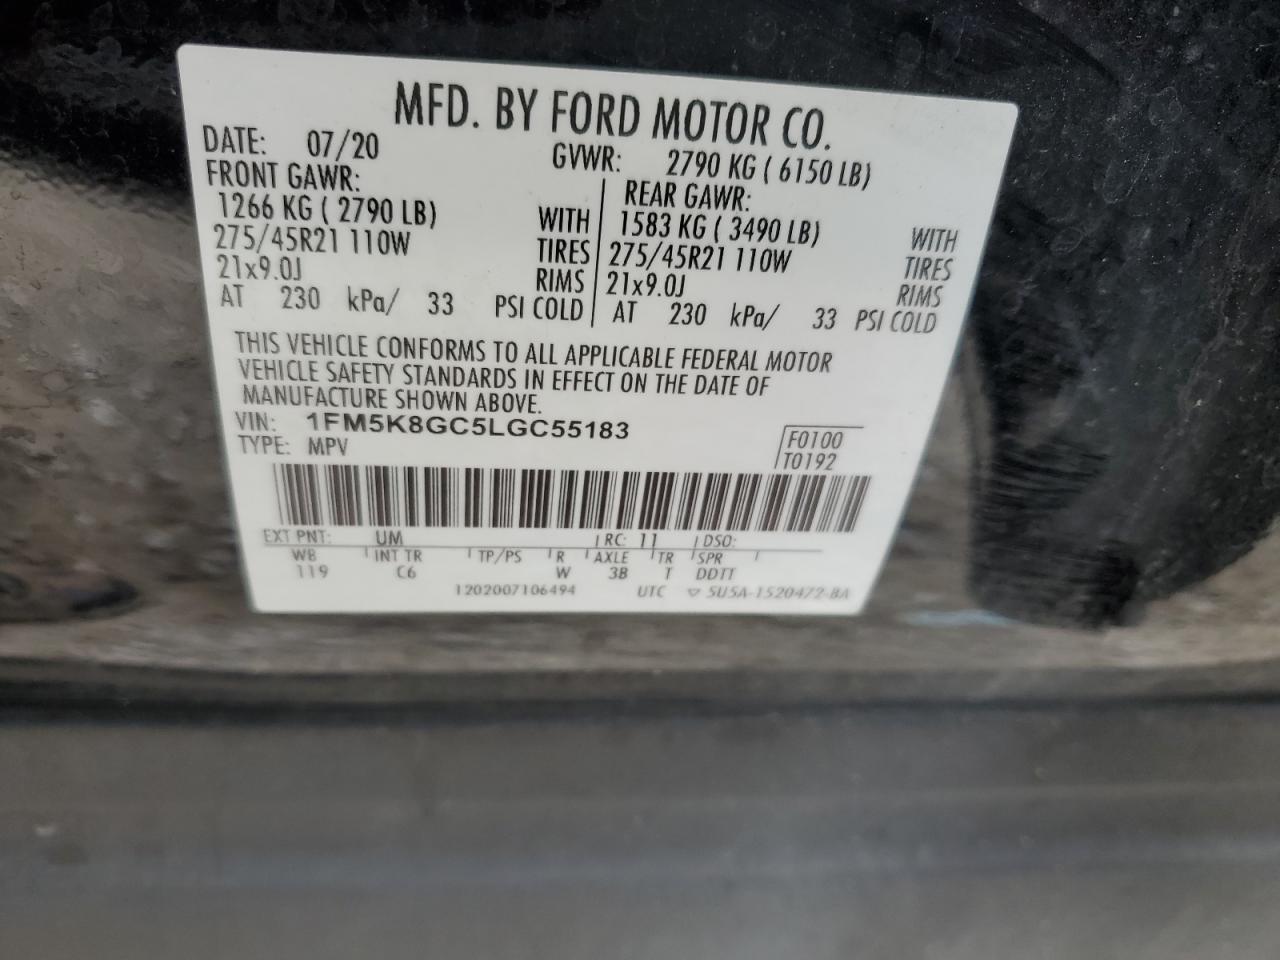 MFD. BY FORD MOTOR CO.
DATE: 07/20 GVWR: 2790 KG ( 6150 LB)
FRONT GAWR: REAR GAWR:
1266 KG ( 2790 LB) WITH 1583 KG ( 3490 LB) WITH
275/45R21 110W TIRES 275/45R21 110W TIRES
21x9.0J RIMS 21x9.0J RIMS
AT 230 kPa/ 33 PSI COLD AT 230 kPa/ 33 PSI COLD
THIS VEHICLE CONFORMS TO ALL APPLICABLE FEDERAL MOTOR
VEHICLE SAFETY STANDARDS IN EFFECT ON THE DATE OF
MANUFACTURE SHOWN ABOVE.
VIN: 1FM5K8GC5LGC55183
TYPE: MPV
F0100
T0192
EXT PNT: UM RC: 11 DSO:
WB INT TR TP/PS R AXLE TR SPR
119 C6 W 3B T DDTT
1202007106494 UTC ▽ 5U5A-1520472-BA